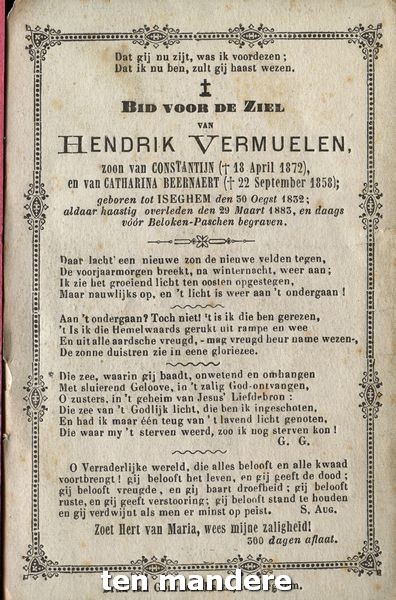 Dat gij nu zijt, was ik voordezen ;
Dat ik nu ben, zult gij haast wezen.
BID VOOR DE ZIEL
VAN
HENDRIK VERMUELEN,
zoon van CONSTANTIJN († 18 April 1872),
en van CATHARINA BEERNAERT († 22 September 1858);
geboren tot ISEGHEM den 30 Oegst 1832;
aldaar haastig overleden den 29 Maart 1883, en daags
vóór Beloken-Paschen begraven.
Daar lacht' een nieuwe zon de nieuwe velden tegen,
De voorjaarmorgen breekt, na winternacht, weer aan;
Ik zie het groeiend licht ten oosten opgestegen,
Maar nauwlijks op, en 't licht is weer aan 't ondergaan !
Aan 't ondergaan? Toch niet! 't is ik die ben gerezen,
't Is ik die Hemelwaards gerukt uit rampe en wee
En uit alle aardsche vreugd, - mag vreugd heur name wezen-,
De zonne duistren zie in eene gloriezee.
Die zee, waarin gij baadt, onwetend en omhangen
Met sluierend Geloove, in 't zalig God-ontvangen,
O zusters, in 't geheim van Jesus' Liefdebron :
Die zee van 't Godlijk licht, die ben ik ingeschoten,
En had ik maar één teug van 't lavend licht genoten,
Die waar my 't sterven weerd, zoo ik nog sterven kon !
G. G.
O Verraderlijke wereld, die alles belooft en alle kwaad
voortbrengt ! gij belooft het leven, en gij geeft de dood ;
gij belooft vreugde, en gij baart droefheid ; gij belooft
ruste, en gij geeft verstooring; gij belooft stand te houden
en gij verdwijnt als men er minst op peist. S. AUG.
Zoet Hert van Maria, wees mijne zaligheid!
300 dagen aflaat.
ten mandere